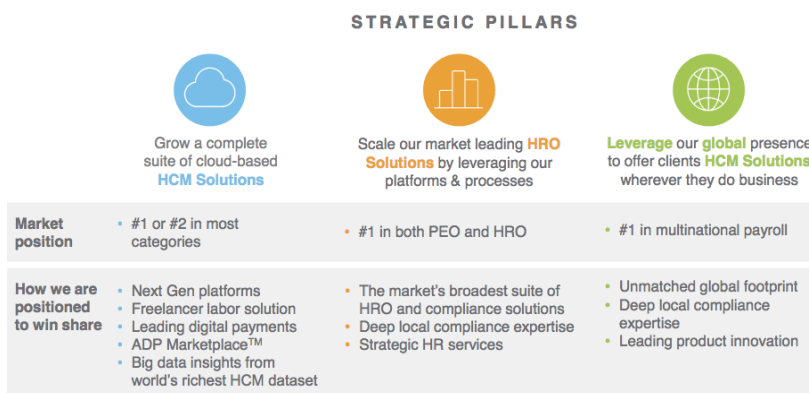 STRATEGIC PILLARS
Grow a complete
suite of cloud-based
HCM Solutions
Scale our market leading HRO
Solutions by leveraging our
platforms & processes
Leverage our global presence
to offer clients HCM Solutions
wherever they do business
Market
position
• #1 or #2 in most
categories
• #1 in both PEO and HRO
• #1 in multinational payroll
How we are
positioned
to win share
• Next Gen platforms
• Freelancer labor solution
• Leading digital payments
• ADP Marketplace™
• Big data insights from
world's richest HCM dataset
• The market's broadest suite of
HRO and compliance solutions
• Deep local compliance expertise
• Strategic HR services
• Unmatched global footprint
• Deep local compliance
expertise
• Leading product innovation